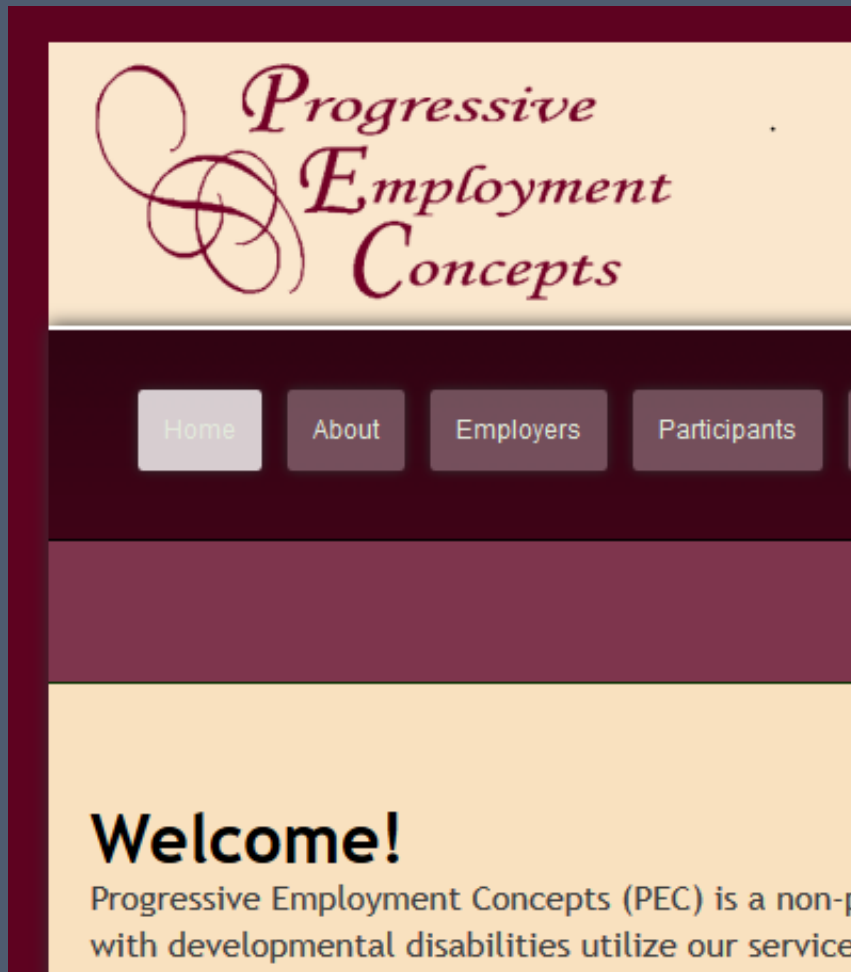 Progressive
Employment
Concepts
Home About Employers Participants
Welcome!
Progressive Employment Concepts (PEC) is a non-
with developmental disabilities utilize our service